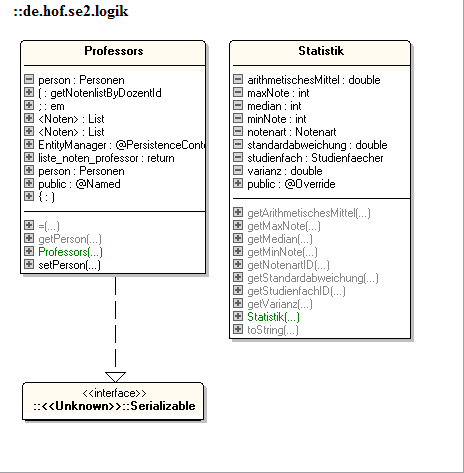 ::de.hof.se2.logik
Professors
person : Personen
( : getNotenlistByDozentId
; : em
<Noten> : List
<Noten> : List
EntityManager : @PersistenceConte
liste_noten_professor : return
person : Personen
public : @Named
{ : )
=(...)
getPerson(...)
Professors(...)
setPerson(...)
Statistik
arithmetischesMittel : double
maxNote : int
median : int
minNote : int
notenart : Notenart
standardabweichung : double
studienfach : Studienfaecher
varianz : double
public : @Override
getArithmetischesMittel(...)
getMaxNote(...)
getMedian(...)
getMinNote(...)
getNotenartID(...)
getStandardabweichung(...)
getStudienfachID(...)
getVarianz(...)
Statistik(...)
toString(...)
<<interface>>
::<<Unknown>>::Serializable